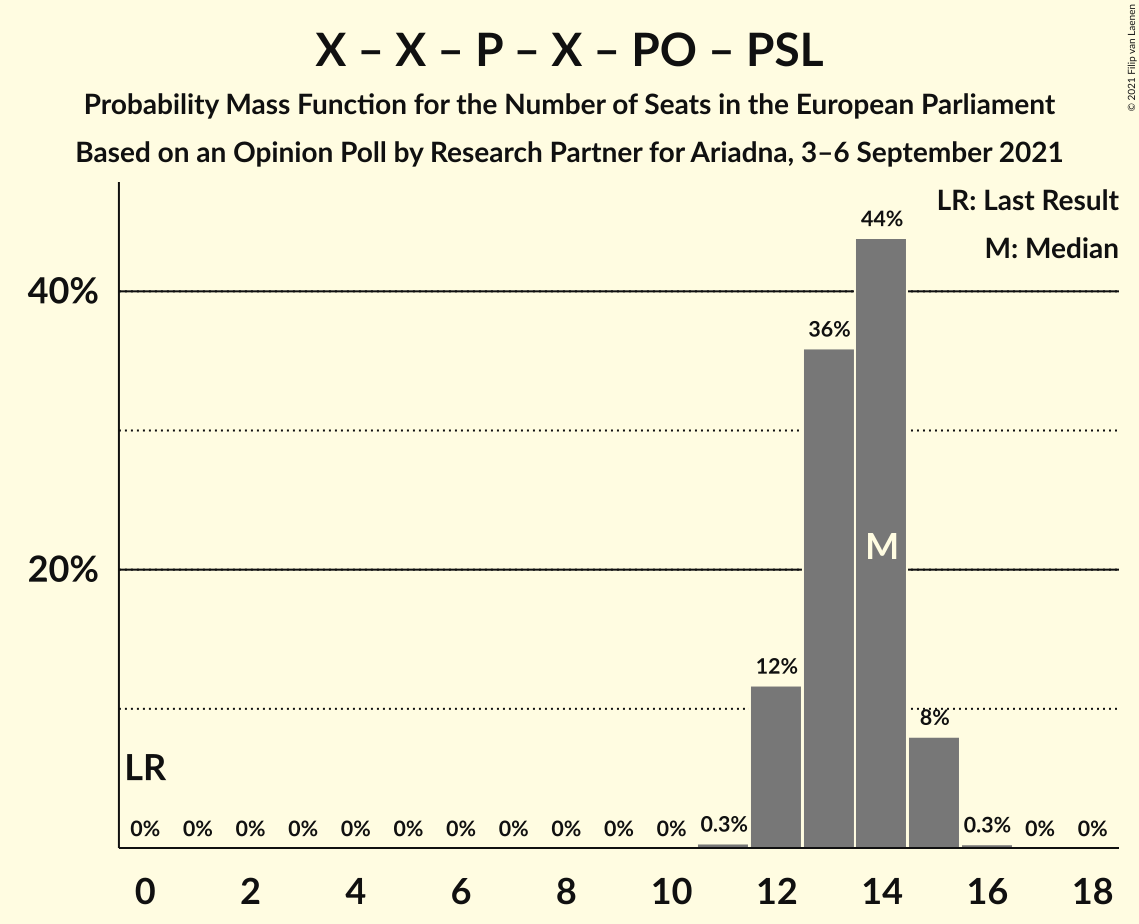 X – X – P – X – PO – PSL
Probability Mass Function for the Number of Seats in the European Parliament
Based on an Opinion Poll by Research Partner for Ariadna, 3–6 September 2021
© 2021 Filip van Laenen
LR: Last Result
M: Median
40%
20%
44%
36%
M
12%
8%
LR
0% 0% 0% 0% 0% 0% 0% 0% 0% 0% 0% 0.3% 0.3% 0% 0%
0 2 4 6 8 10 12 14 16 18